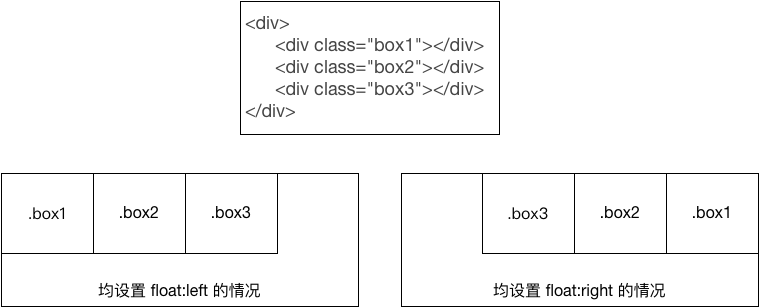 <div>
<div class="box1"></div>
<div class="box2"></div>
<div class="box3"></div>
</div>
.box1 .box2 .box3
均设置 float:left 的情况
.box3 .box2 .box1
均设置 float:right 的情况